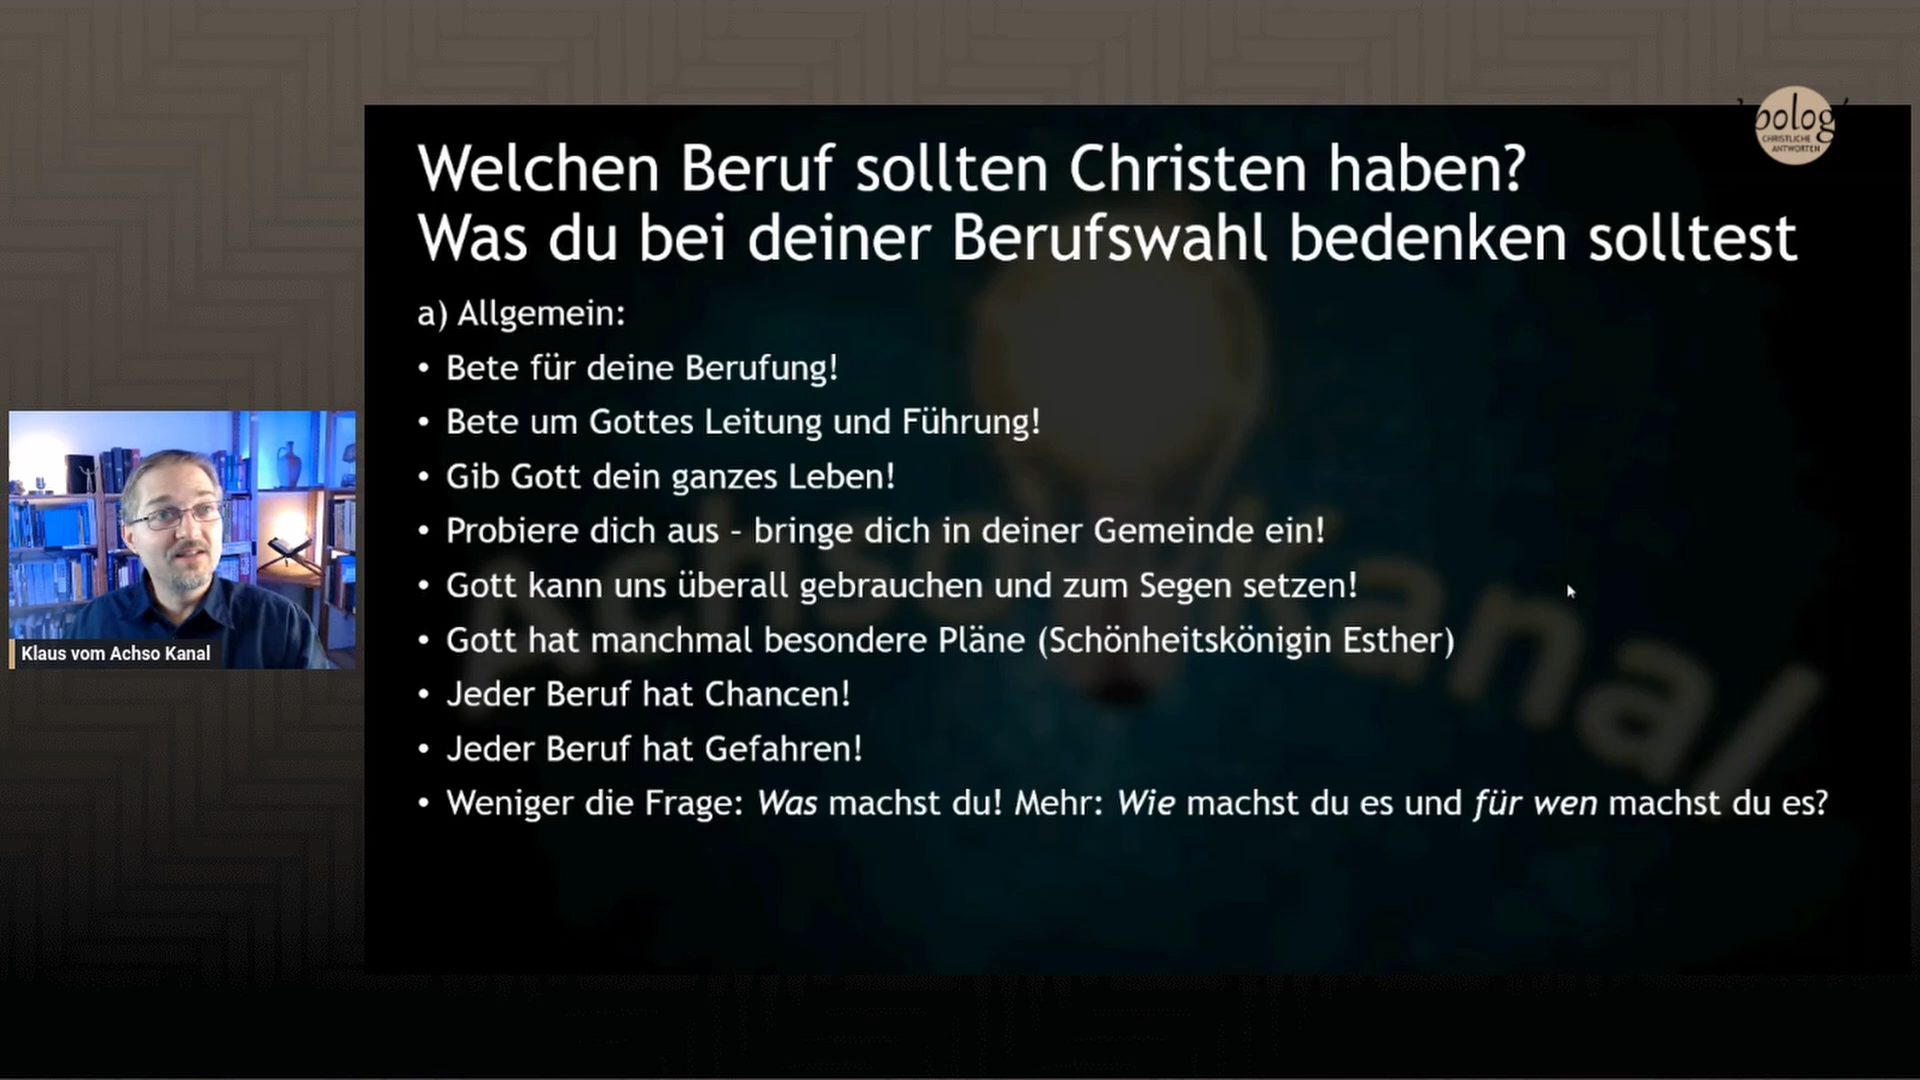 Welchen Beruf sollten Christen haben?
Was du bei deiner Berufswahl bedenken solltest
a) Allgemein:
• Bete für deine Berufung!
• Bete um Gottes Leitung und Führung!
• Gib Gott dein ganzes Leben!
• Probiere dich aus – bringe dich in deiner Gemeinde ein!
• Gott kann uns überall gebrauchen und zum Segen setzen!
• Gott hat manchmal besondere Pläne (Schönheitskönigin Esther)
• Jeder Beruf hat Chancen!
• Jeder Beruf hat Gefahren!
• Weniger die Frage: Was machst du! Mehr: Wie machst du es und für wen machst du es?
Klaus vom Achso Kanal
CHRISTLICHE
ANTWORTEN
Achso Kanal